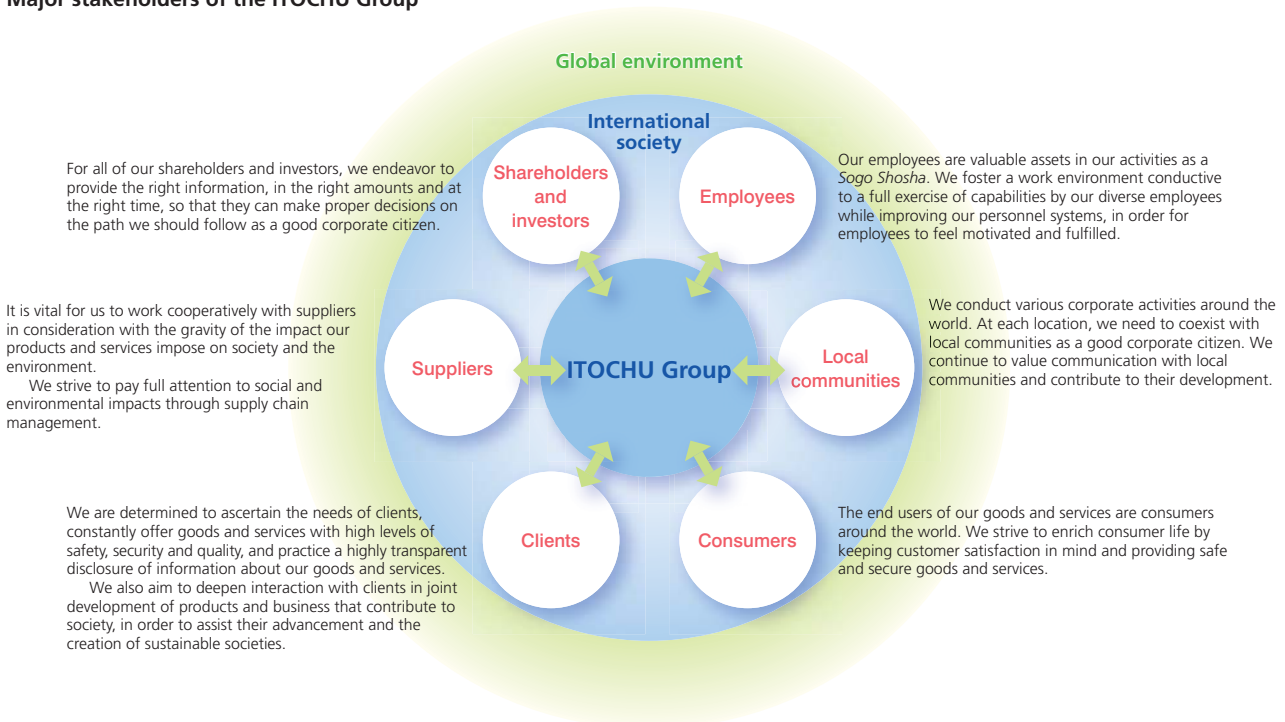 Major stakeholders of the ITOCHU Group
Global environment
International
society
Shareholders
and
investors
Employees
For all of our shareholders and investors, we endeavor to
provide the right information, in the right amounts and at
the right time, so that they can make proper decisions on
the path we should follow as a good corporate citizen.
Our employees are valuable assets in our activities as a
Sogo Shosha. We foster a work environment conductive
to a full exercise of capabilities by our diverse employees
while improving our personnel systems, in order for
employees to feel motivated and fulfilled.
It is vital for us to work cooperatively with suppliers
in consideration with the gravity of the impact our
products and services impose on society and the
environment.
We strive to pay full attention to social and
environmental impacts through supply chain
management.
Suppliers
ITOCHU Group
Local
communities
We conduct various corporate activities around the
world. At each location, we need to coexist with
local communities as a good corporate citizen. We
continue to value communication with local
communities and contribute to their development.
We are determined to ascertain the needs of clients,
constantly offer goods and services with high levels of
safety, security and quality, and practice a highly transparent
disclosure of information about our goods and services.
We also aim to deepen interaction with clients in joint
development of products and business that contribute to
society, in order to assist their advancement and the
creation of sustainable societies.
Clients
Consumers
The end users of our goods and services are consumers
around the world. We strive to enrich consumer life by
keeping customer satisfaction in mind and providing safe
and secure goods and services.